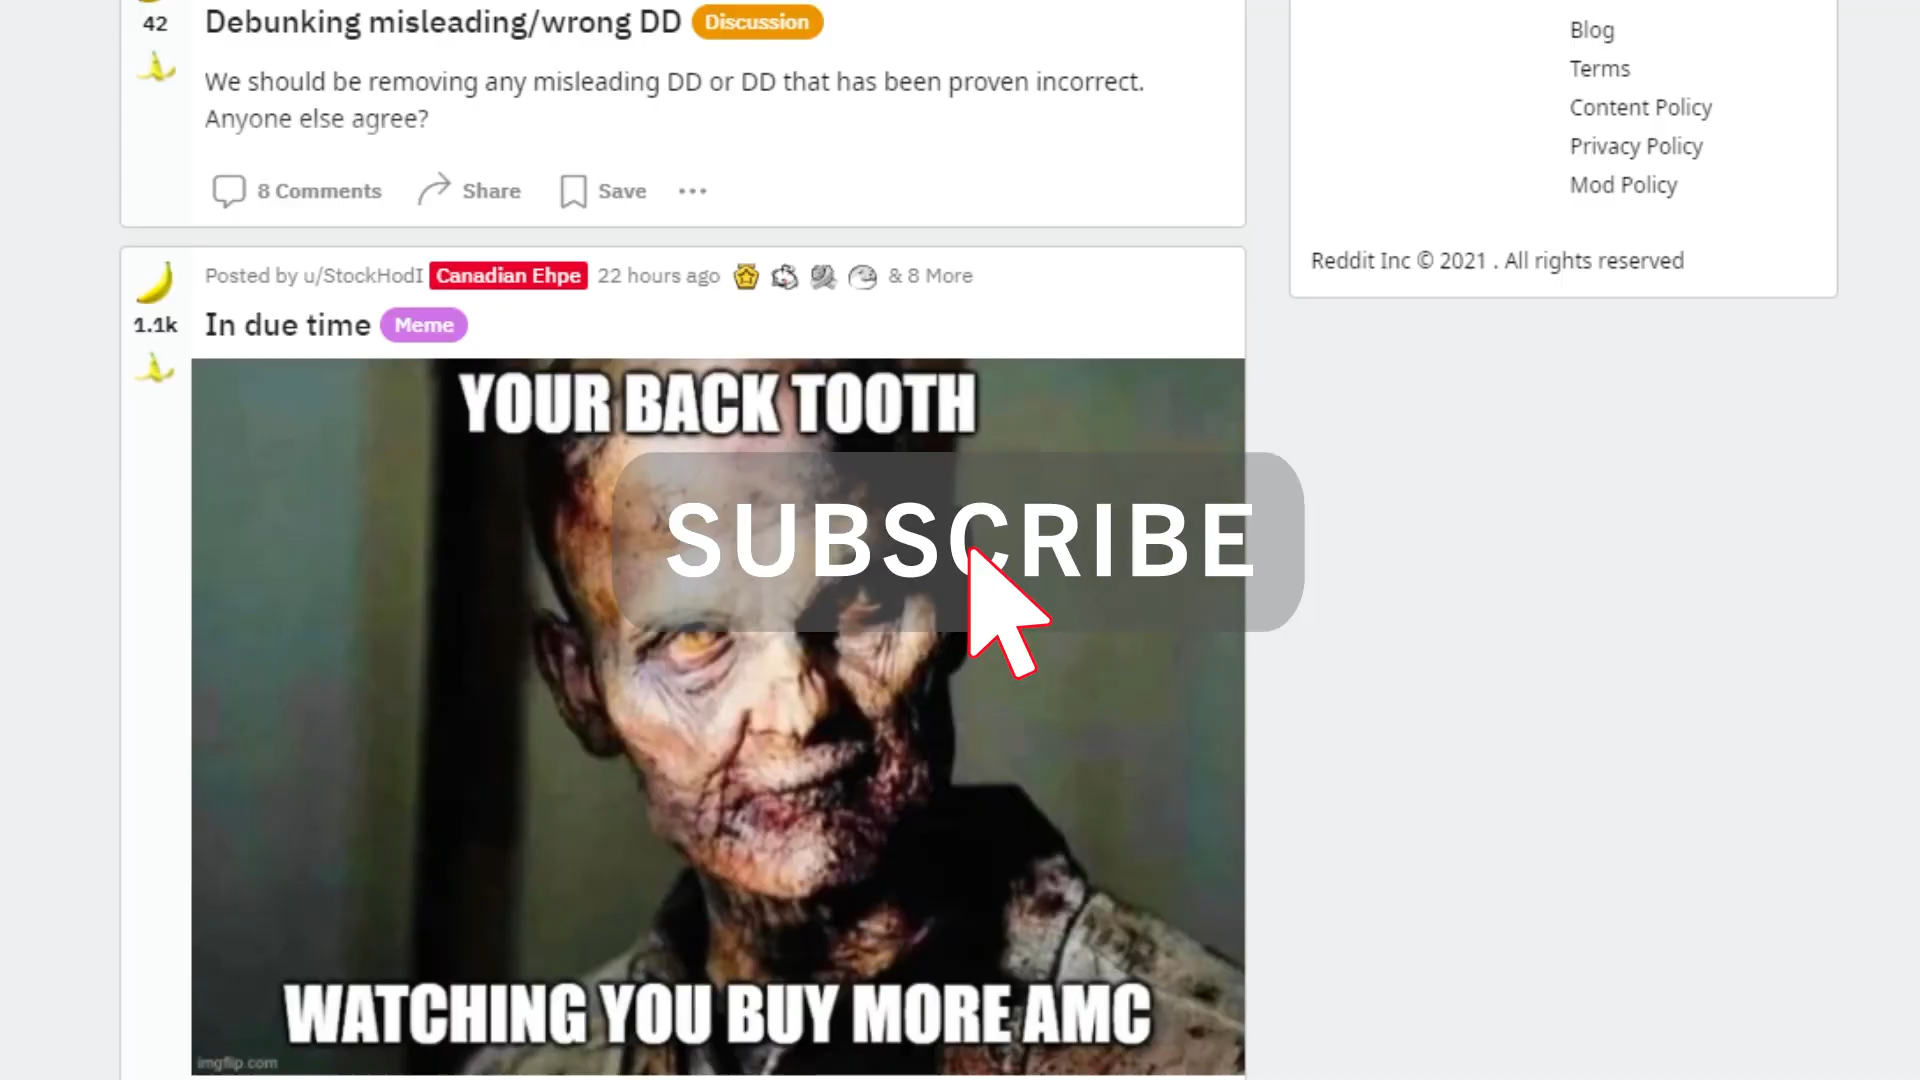 42
Debunking misleading/wrong DD Discussion
We should be removing any misleading DD or DD that has been proven incorrect.
Anyone else agree?
8 Comments Share Save
Posted by u/StockHodI Canadian Ehpe 22 hours ago & 8 More
1.1k
In due time Meme
YOUR BACK TOOTH
SUBSCRIBE
WATCHING YOU BUY MORE AMC
imgflip.com
Blog
Terms
Content Policy
Privacy Policy
Mod Policy
Reddit Inc © 2021 . All rights reserved